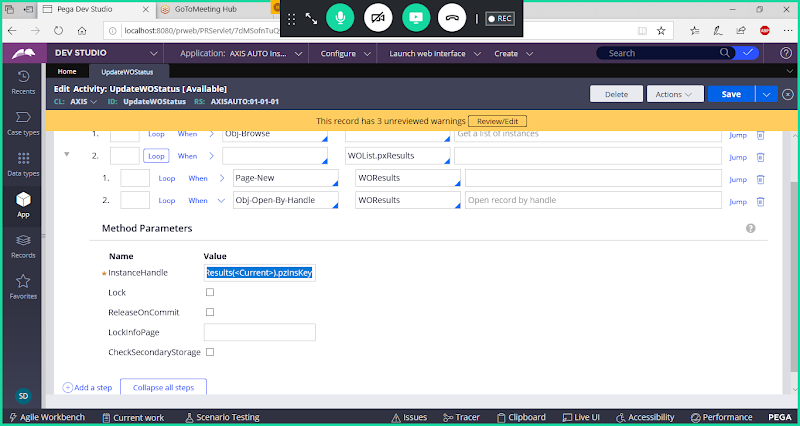 Pega Dev Studio
GoToMeeting Hub
REC
localhost:8080/prweb/PRServlet/7dMSofnTuQ
ABP
DEV STUDIO
Application: AXIS AUTO Ins...
Configure
Launch web interface
Create
Search
Home
UpdateWOStatus
Edit Activity: UpdateWOStatus [Available]
CL: AXIS ID: UpdateWOStatus RS: AXISAUTO:01-01-01
Delete
Actions
Save
This record has 3 unreviewed warnings Review/Edit
1. Loop When Obj-Browse Get a list of instances Jump
2. Loop When WOList.pxResults Jump
1. Loop When Page-New WOResults Jump
2. Loop When Obj-Open-By-Handle WOResults Open record by handle Jump
Method Parameters
Name Value
InstanceHandle Results(<Current>).pzInsKey
Lock
ReleaseOnCommit
LockInfoPage
CheckSecondaryStorage
Add a step
Collapse all steps
Recents
Case types
Data types
App
Records
Favorites
SD
Agile Workbench
Current work
Scenario Testing
Issues
Tracer
Clipboard
Live UI
Accessibility
Performance
PEGA